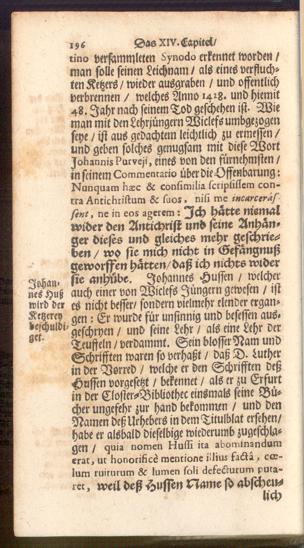 196 Das XIV. Capitel/
tino versammleten Synodo erkennet worden/
man solle seinen Leichnam/ als eines verfluch-
ten Ketzers/ wieder ausgraben/ und offentlich
verbrennen/ welches Anno 1428. und hiemit
48. Jahr nach seinem Tod geschehen ist. Wie
man mit den Lehrjüngern Wiclefs umbgezogen
seye/ ist aus gedachtem leichtlich zu ermessen/
und geben solches genugsam mit diese Wort
Johannis Purveji, eines von den fürnehmsten/
in seinem Commentario über die Offenbarung:
Nunquam hæc & consimilia scripsissem con-
tra Antichristum & suos, nisi me incarceras-
sent, ne in eos agerem: Ich hätte niemal
wider den Antichrist und seine Anhän-
ger dieses und gleiches mehr geschrie-
ben/ wo sie mich nicht in Gefängnuß
geworffen hätten/ daß ich nichts wider
sie anhübe. Johannes Hussen/ welcher
auch einer von Wiclefs Jüngern gewesen/ ist
es nicht besser/ sondern vielmehr elender ergan-
gen: Er wurde für unsinnig und besessen aus-
geschryen/ und seine Lehr/ als eine Lehr der
Teuffeln/ verdammt. Sein blosser Nam und
Schrifften waren so verhaßt/ daß D. Luther
in der Vorred/ welche er den Schrifften deß
Hussen vorgesetzt/ bekennet/ als er zu Erfurt
in der Closter-Bibliothec einsmals seine Bü-
cher ungefehr zur hand bekommen/ und den
Namen deß Urhebers in dem Titulblat ersehen/
habe er alsbald dieselbige wiederumb zugeschla-
gen/ quia nomen Hussi ita abominandum
erat, ut honorificè mentione illius factâ, cœ-
lum ruiturum & lumen soli defecturum puta-
ret, weil deß Hussen Name so abscheu-
lich
Johan-
nes Huß
wird der
Ketzerey
beschuldi-
get.